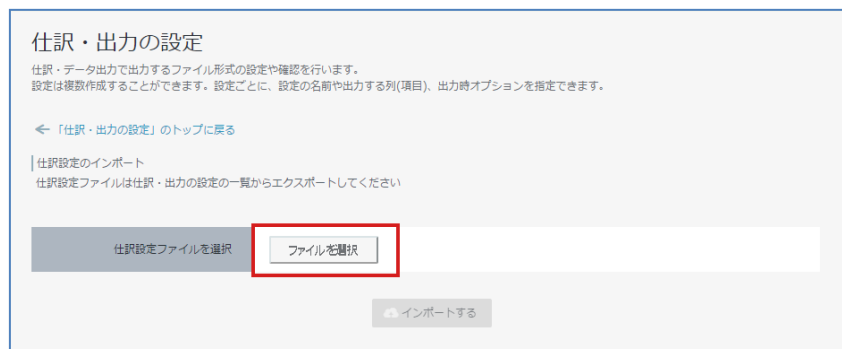 仕訳・出力の設定
仕訳・データ出力で出力するファイル形式の設定や確認を行います。
設定は複数作成することができます。設定ごとに、設定の名前や出力する列(項目)、出力時オプションを指定できます。
← 「仕訳・出力の設定」のトップに戻る
仕訳設定のインポート
仕訳設定ファイルは仕訳・出力の設定の一覧からエクスポートしてください
仕訳設定ファイルを選択 ファイルを選択
インポートする